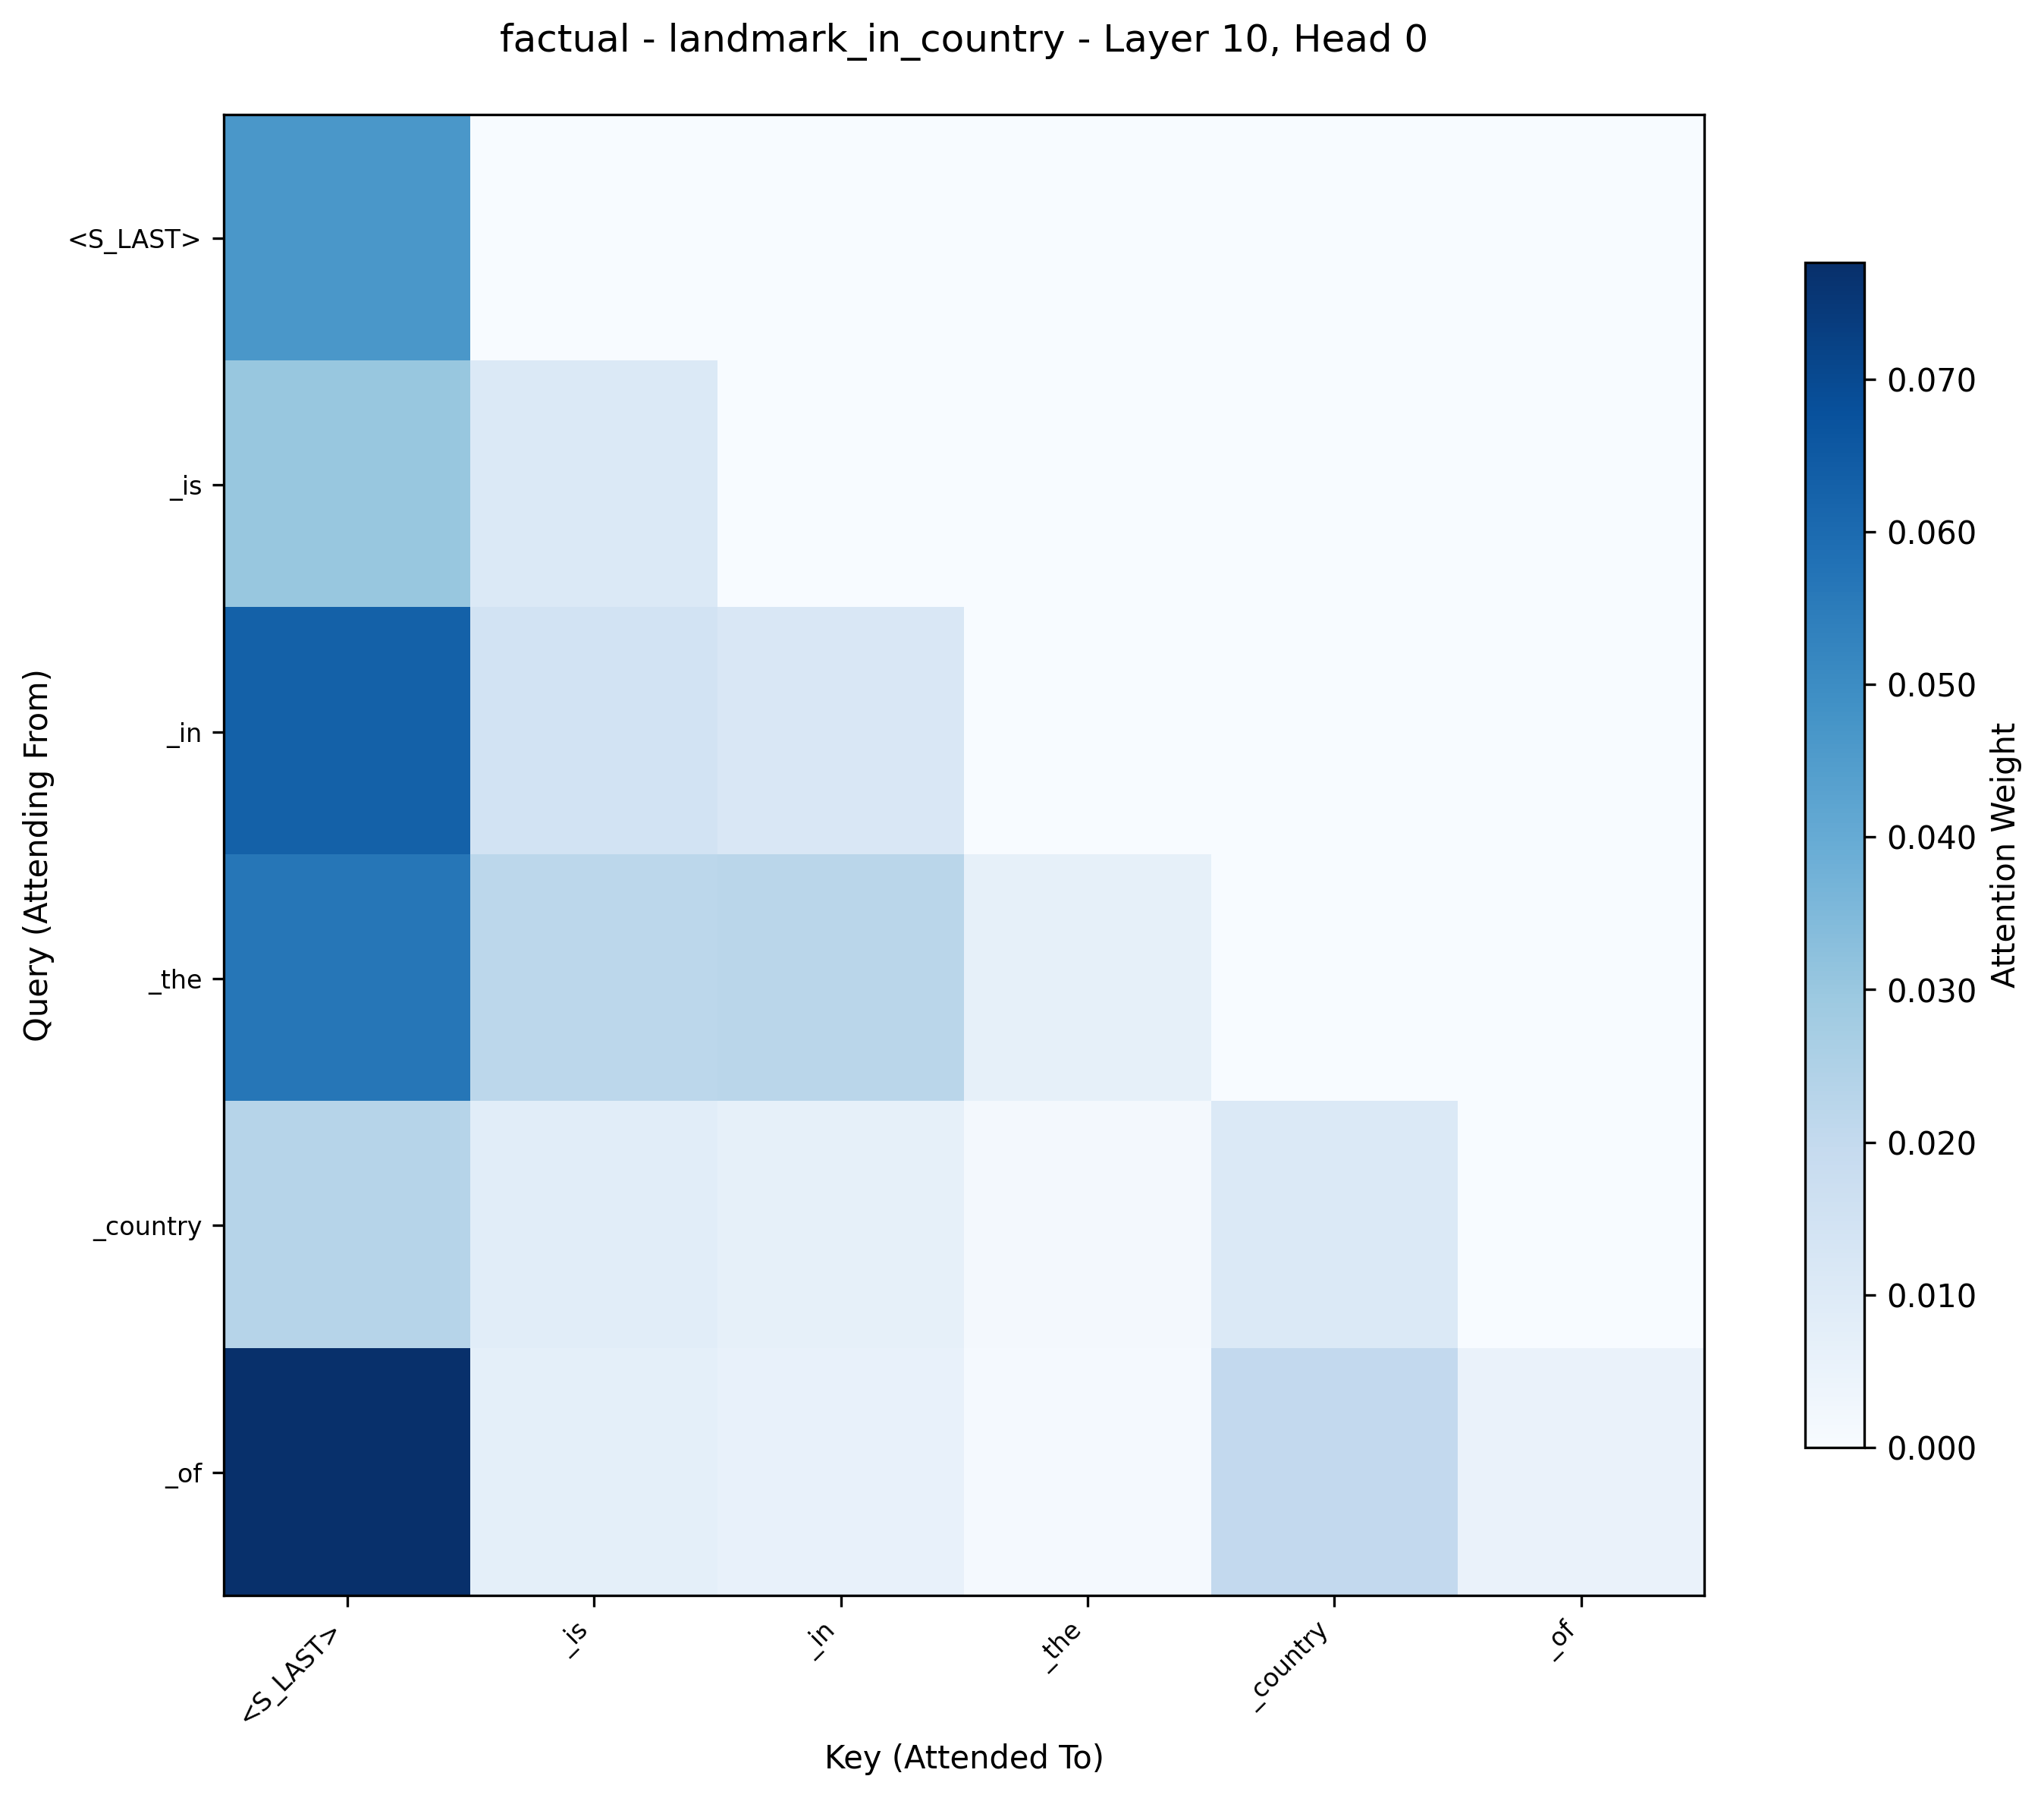 factual - landmark_in_country - Layer 10, Head 0
Query (Attending From)
<S_LAST>
_is
_in
_the
_country
_of
<S_LAST>
_is
_in
_the
_country
_of
Key (Attended To)
0.070
0.060
0.050
0.040
0.030
0.020
0.010
0.000
Attention Weight